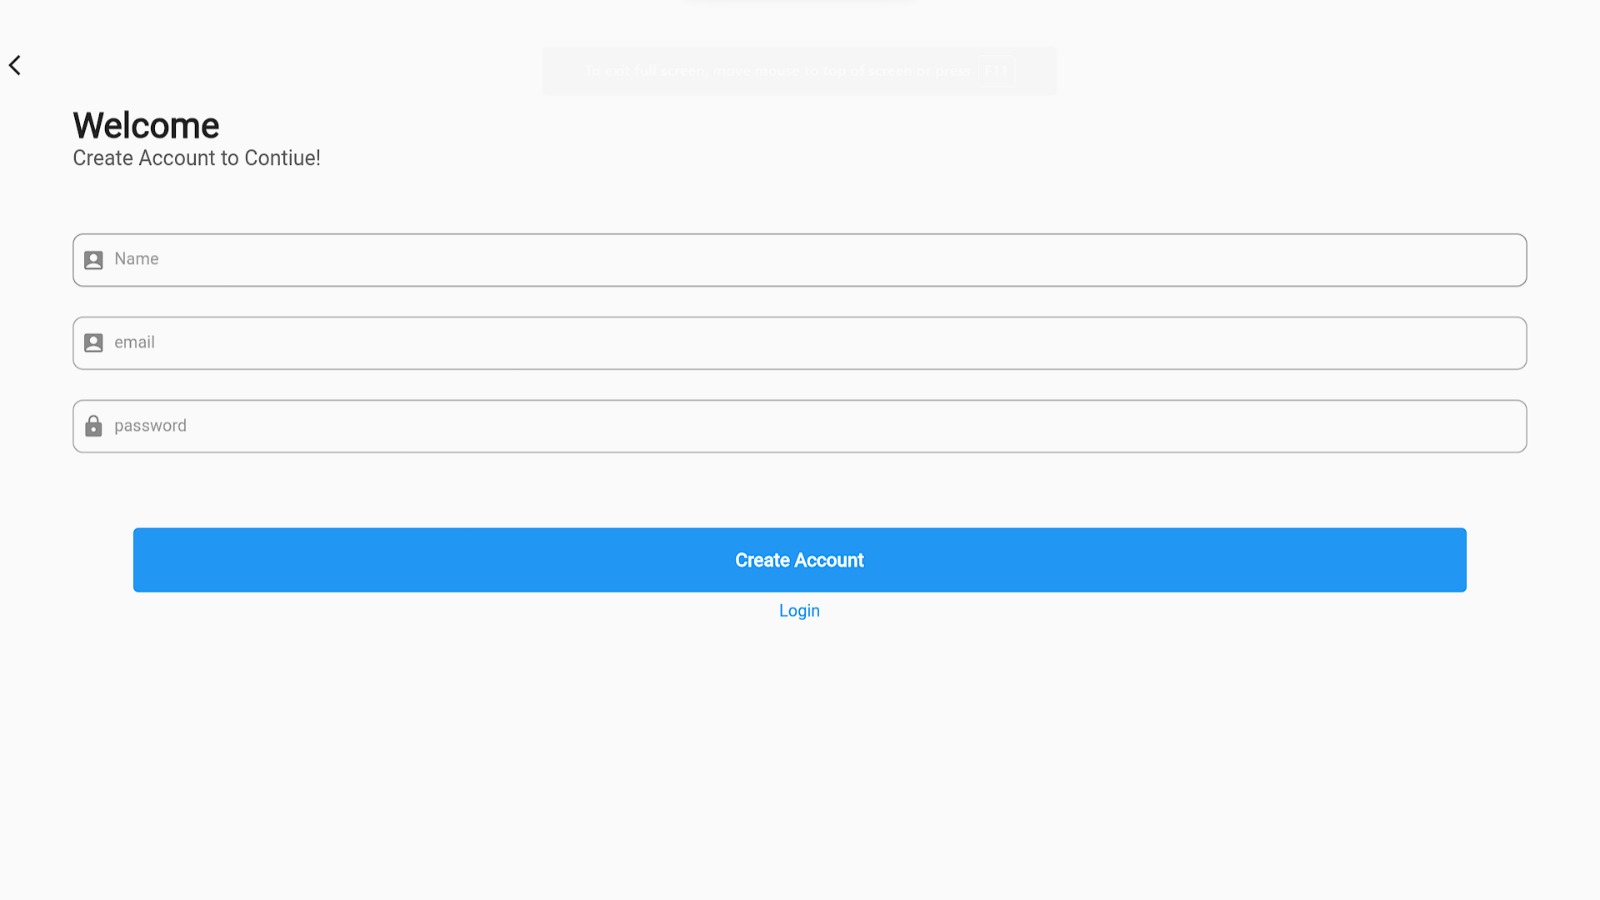 To exit full screen, move mouse to top of screen or press F11
Welcome
Create Account to Contiue!
Name
email
password
Create Account
Login